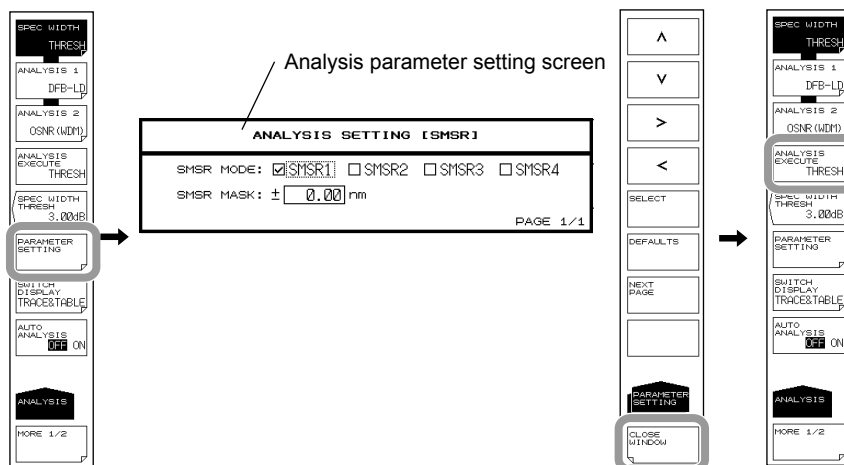 SPEC WIDTH
THRESH
ANALYSIS 1
DFB-LD
ANALYSIS 2
OSNR(WDM)
ANALYSIS
EXECUTE
THRESH
SPEC WIDTH
THRESH
3.00dB
PARAMETER
SETTING
SWITCH
DISPLAY
TRACE&TABLE
AUTO
ANALYSIS
OFF ON
ANALYSIS
MORE 1/2
Analysis parameter setting screen
ANALYSIS SETTING [SMSR]
SMSR MODE: SMSR1 SMSR2 SMSR3 SMSR4
SMSR MASK: ± 0.00 nm
PAGE 1/1
SELECT
DEFAULTS
NEXT
PAGE
PARAMETER
SETTING
CLOSE
WINDOW
SPEC WIDTH
THRESH
ANALYSIS 1
DFB-LD
ANALYSIS 2
OSNR(WDM)
ANALYSIS
EXECUTE
THRESH
SPEC WIDTH
THRESH
3.00dB
PARAMETER
SETTING
SWITCH
DISPLAY
TRACE&TABLE
AUTO
ANALYSIS
OFF ON
ANALYSIS
MORE 1/2